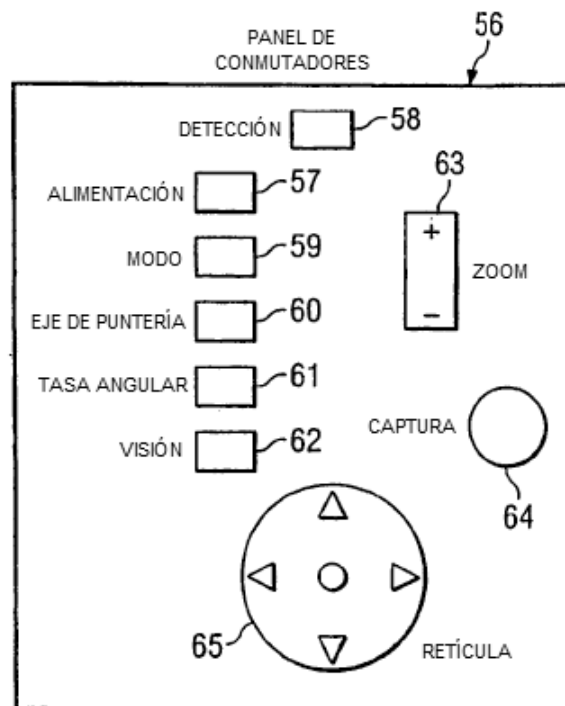 PANEL DE
CONMUTADORES
56
DETECCIÓN
58
ALIMENTACIÓN
57
63
MODO
59
+
ZOOM
EJE DE PUNTERÍA
60
−
TASA ANGULAR
61
CAPTURA
VISIÓN
62
64
65
RETÍCULA